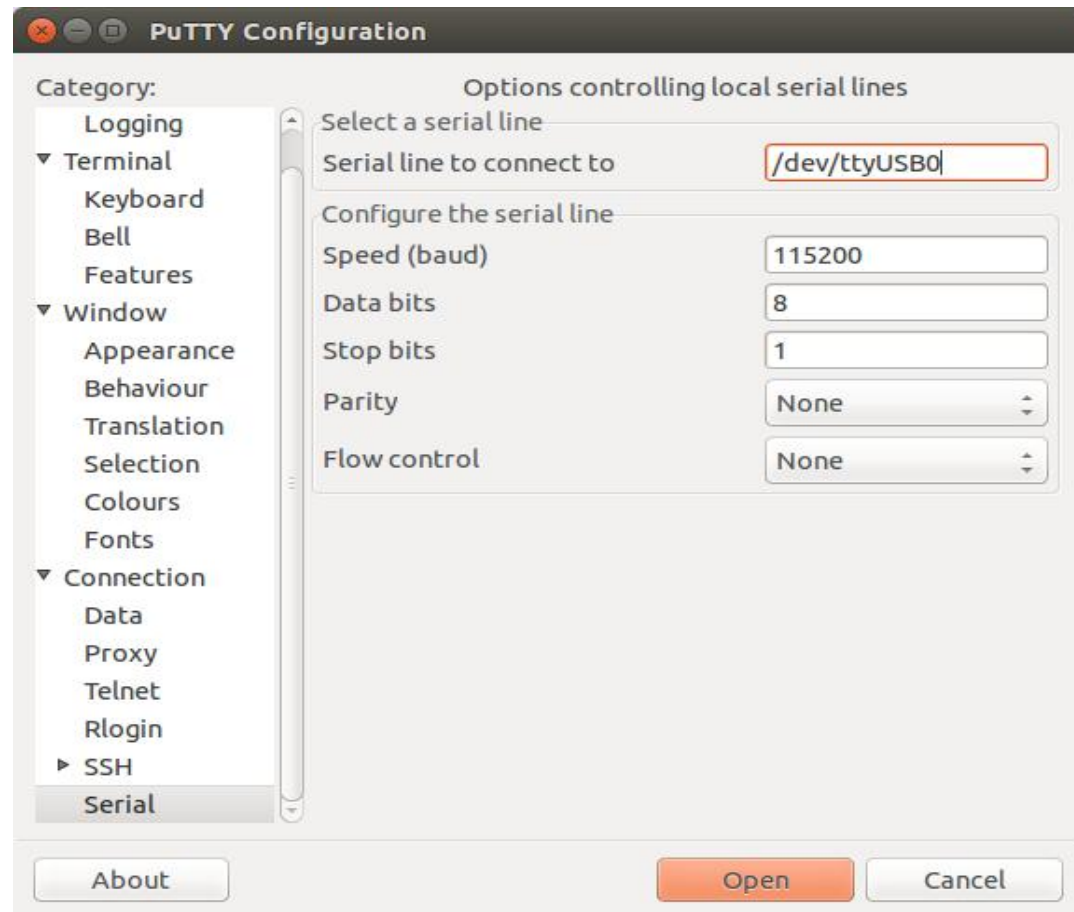 PuTTY Configuration
Category:
Logging
Terminal
Keyboard
Bell
Features
Window
Appearance
Behaviour
Translation
Selection
Colours
Fonts
Connection
Data
Proxy
Telnet
Rlogin
SSH
Serial
Options controlling local serial lines
Select a serial line
Serial line to connect to /dev/ttyUSB0
Configure the serial line
Speed (baud) 115200
Data bits 8
Stop bits 1
Parity None
Flow control None
About Open Cancel